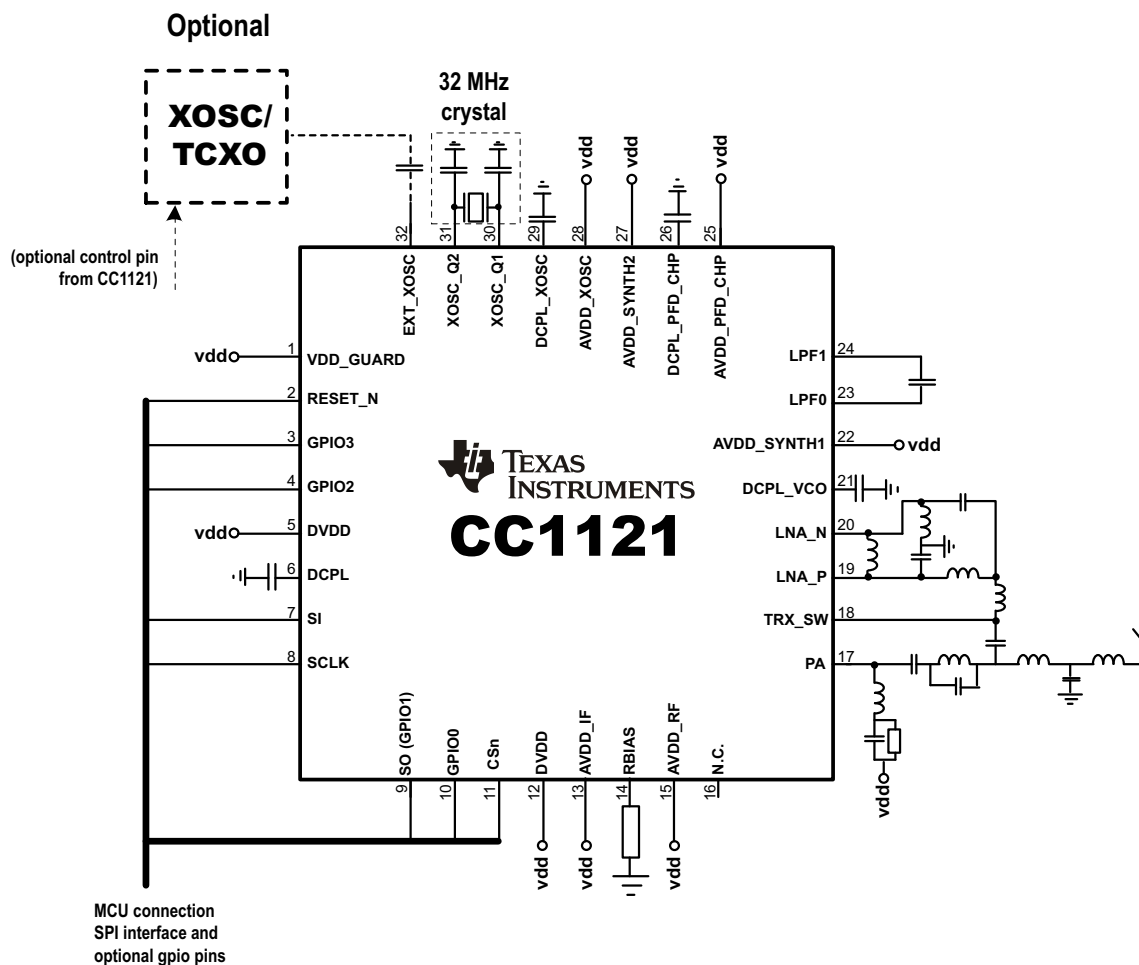 Optional
XOSC/
TCXO
32 MHz
crystal
(optional control pin
from CC1121)
vdd
vdd
vdd
32
31
30
29
28
27
26
25
EXT_XOSC
XOSC_Q2
XOSC_Q1
DCPL_XOSC
AVDD_XOSC
AVDD_SYNTH2
DCPL_PFD_CHP
AVDD_PFD_CHP
vdd
1
VDD_GUARD
2
RESET_N
3
GPIO3
4
GPIO2
vdd
5
DVDD
6
DCPL
7
SI
8
SCLK
TEXAS
INSTRUMENTS
CC1121
LPF1
24
LPF0
23
AVDD_SYNTH1
22
vdd
DCPL_VCO
21
LNA_N
20
LNA_P
19
TRX_SW
18
PA
17
vdd
SO (GPIO1)
GPIO0
CSn
DVDD
AVDD_IF
RBIAS
AVDD_RF
N.C.
9
10
11
12
13
14
15
16
vdd
vdd
vdd
MCU connection
SPI interface and
optional gpio pins